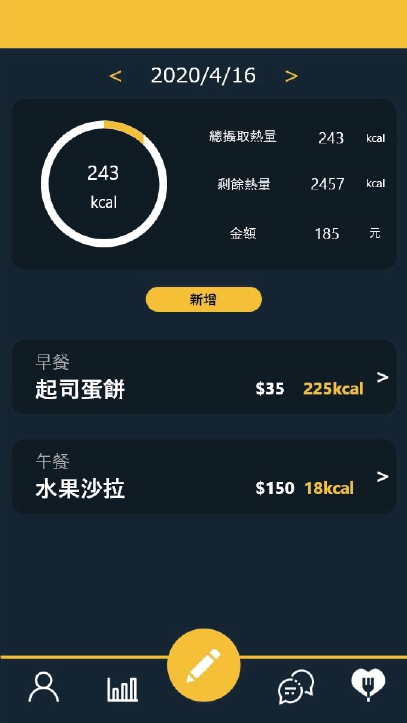 < 2020/4/16 >
243
kcal
總攝取熱量 243 kcal
剩餘熱量 2457 kcal
金額 185 元
新增
早餐
起司蛋餅 $35 225kcal >
午餐
水果沙拉 $150 18kcal >